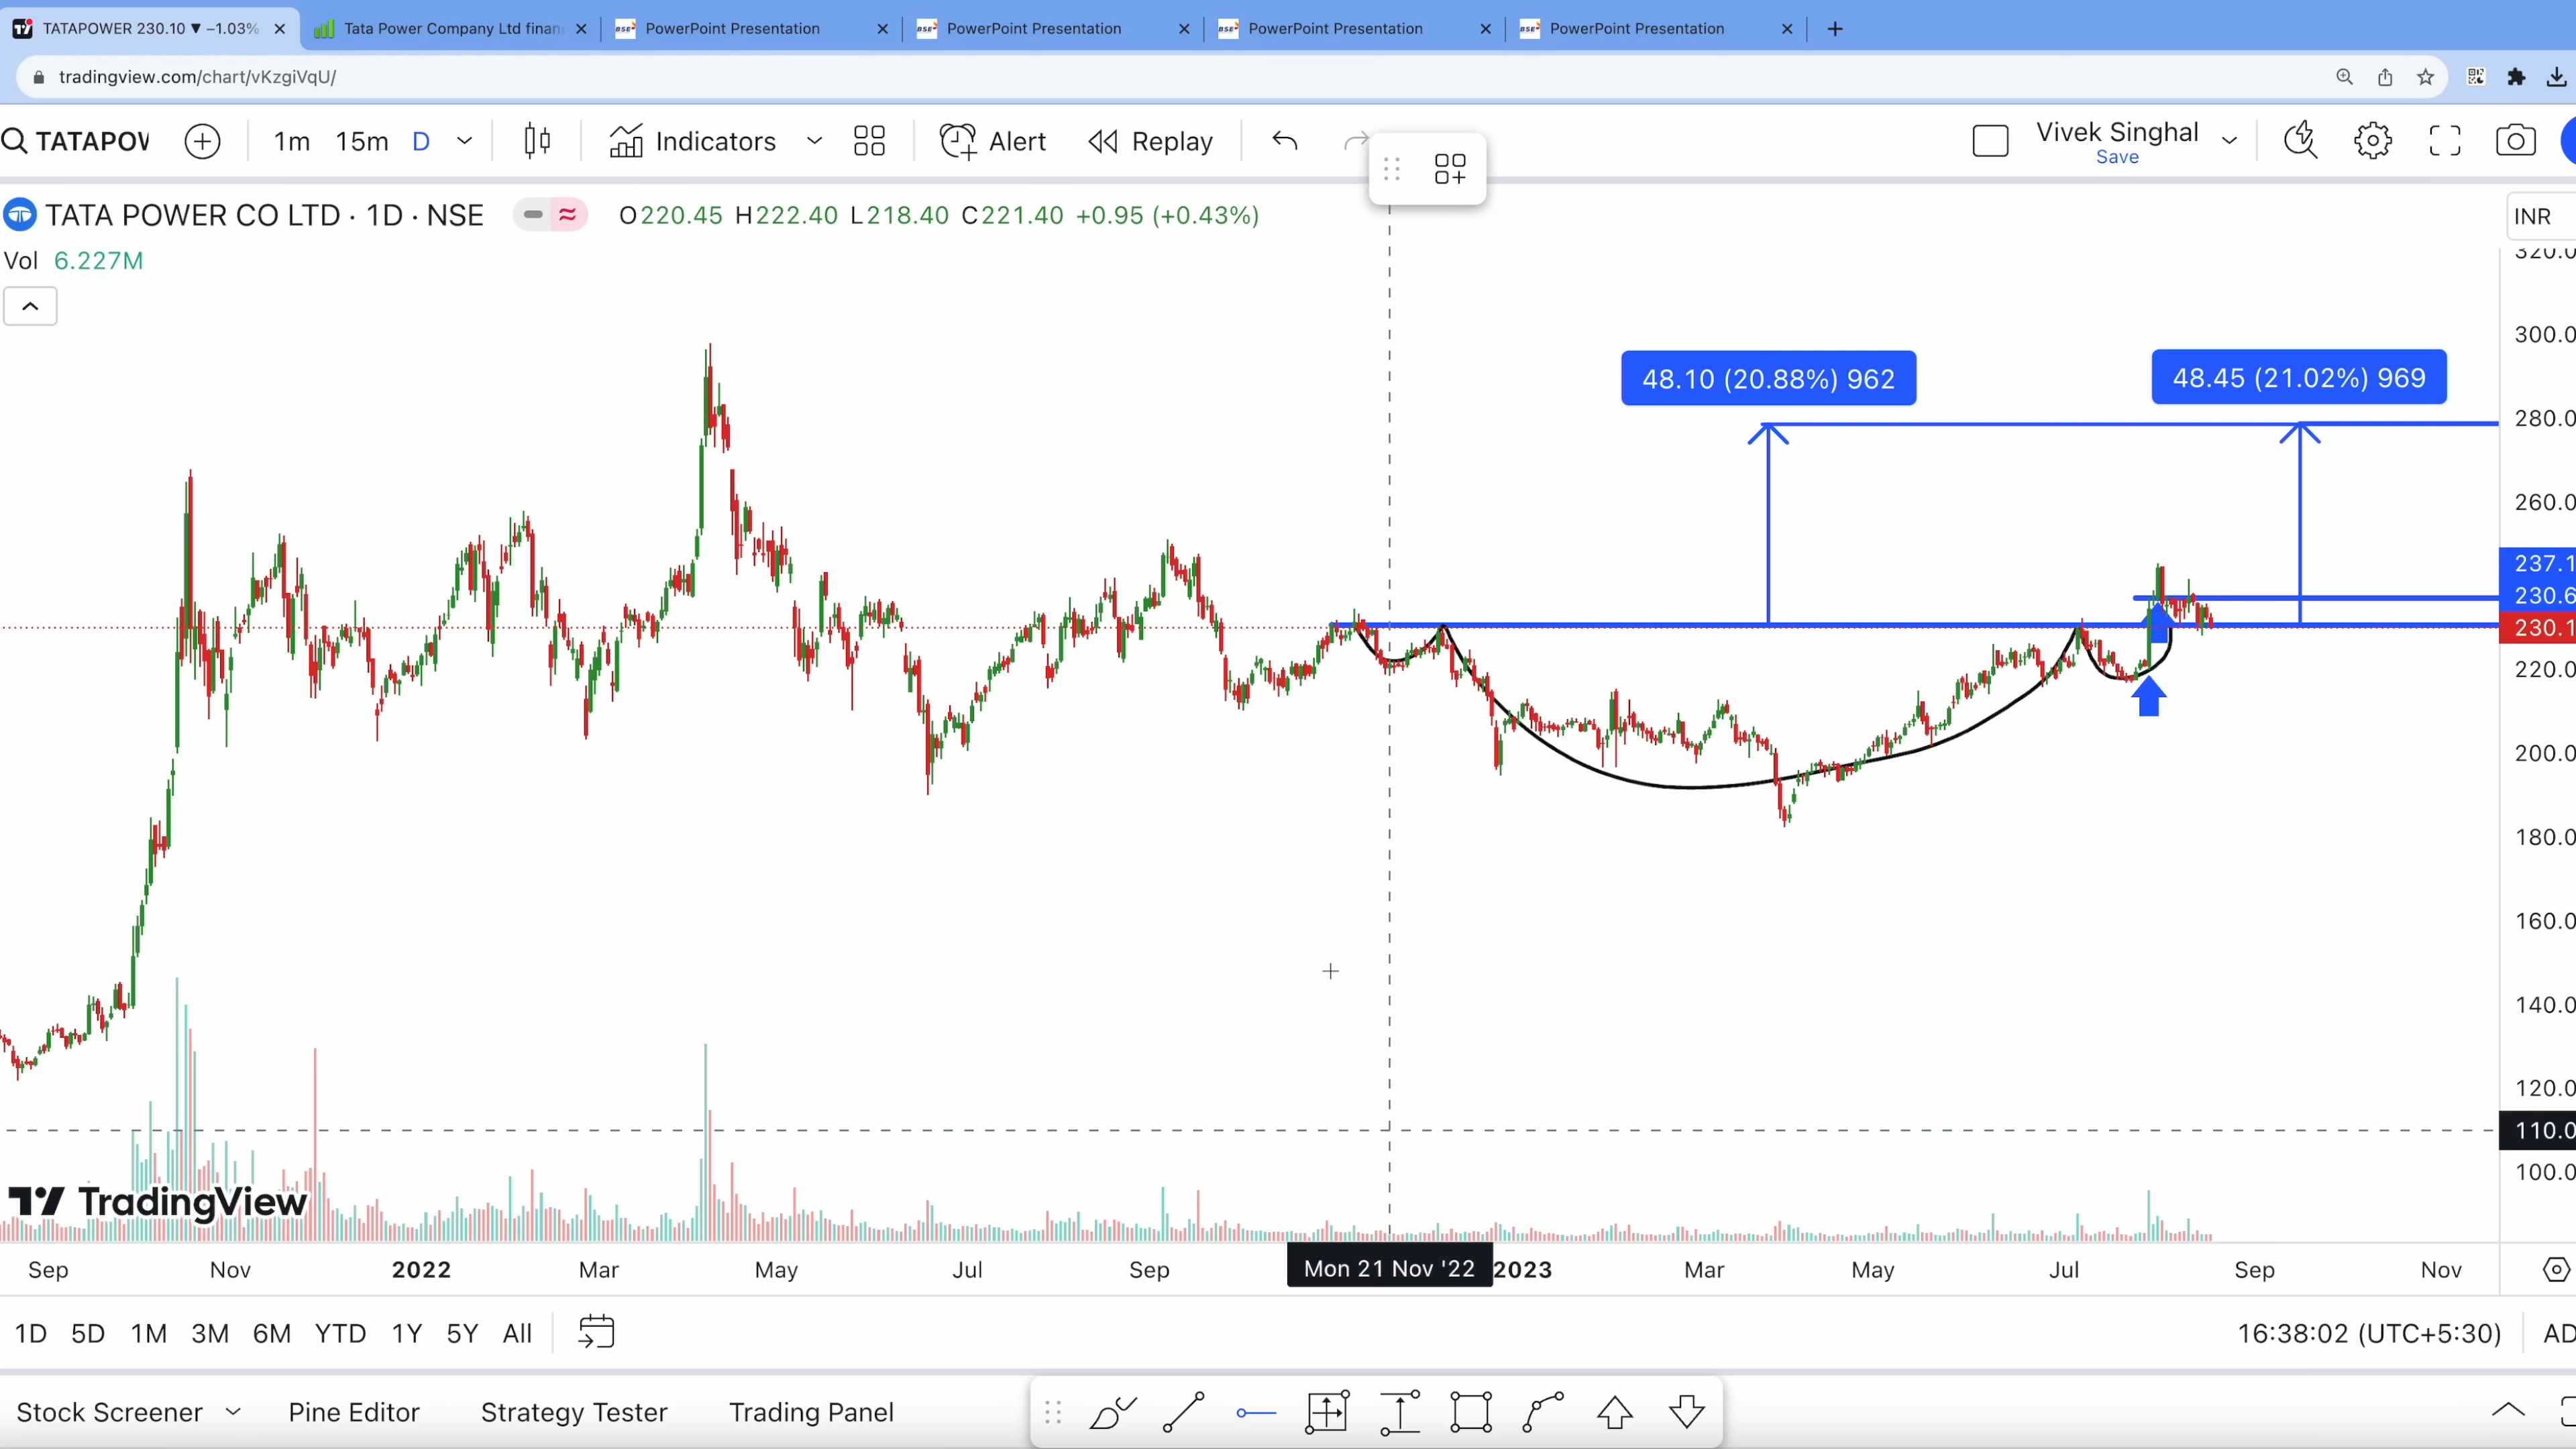 TATAPOWER 230.10 ▼ −1.03%
Tata Power Company Ltd finan
BSE PowerPoint Presentation
BSE PowerPoint Presentation
BSE PowerPoint Presentation
BSE PowerPoint Presentation
tradingview.com/chart/vKzgiVqU/
TATAPOW
1m 15m D
Indicators
Alert
Replay
Vivek Singhal
Save
TATA POWER CO LTD · 1D · NSE
O220.45 H222.40 L218.40 C221.40 +0.95 (+0.43%)
INR
Vol 6.227M
320.0
300.0
48.10 (20.88%) 962
48.45 (21.02%) 969
280.0
260.0
237.1
230.6
230.1
220.0
200.0
180.0
160.0
140.0
120.0
110.0
100.0
TradingView
Sep Nov 2022 Mar May Jul Sep Mon 21 Nov '22 2023 Mar May Jul Sep Nov
1D 5D 1M 3M 6M YTD 1Y 5Y All
16:38:02 (UTC+5:30)
Stock Screener
Pine Editor
Strategy Tester
Trading Panel